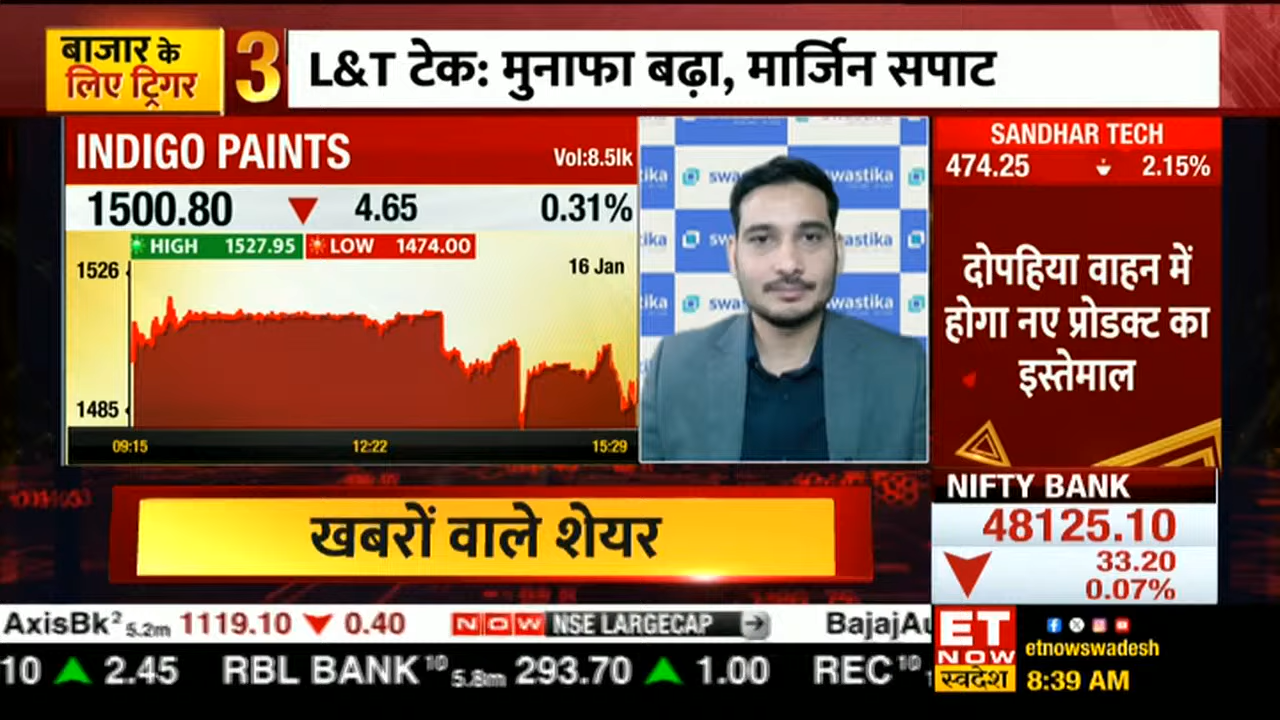 बाजार के
लिए ट्रिगर
3
L&T टेक: मुनाफा बढ़ा, मार्जिन सपाट
INDIGO PAINTS
Vol:8.5lk
1500.80 4.65 0.31%
HIGH 1527.95 LOW 1474.00
16 Jan
1526
1485
09:15 12:22 15:29
swastika
SANDHAR TECH
474.25 2.15%
दोपहिया वाहन में
होगा नए प्रोडक्ट का
इस्तेमाल
NIFTY BANK
48125.10
33.20
0.07%
खबरों वाले शेयर
AxisBk² 5.2m 1119.10 0.40 NOW NSE LARGECAP BajajAu
10 2.45 RBL BANK¹⁰ 5.8m 293.70 1.00 REC¹⁰
ET
NOW
स्वदेश
etnowswadesh
8:39 AM